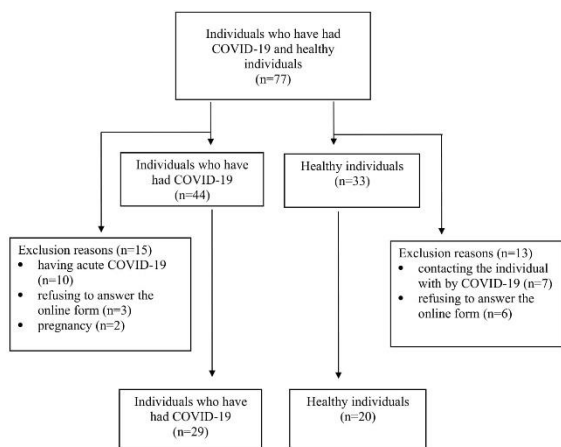 Individuals who have had
COVID-19 and healthy
individuals
(n=77)
Individuals who have
had COVID-19
(n=44)
Healthy individuals
(n=33)
Exclusion reasons (n=15)
• having acute COVID-19
(n=10)
• refusing to answer the
online form (n=3)
• pregnancy (n=2)
Exclusion reasons (n=13)
• contacting the individual
with by COVID-19 (n=7)
• refusing to answer the
online form (n=6)
Individuals who have
had COVID-19
(n=29)
Healthy individuals
(n=20)